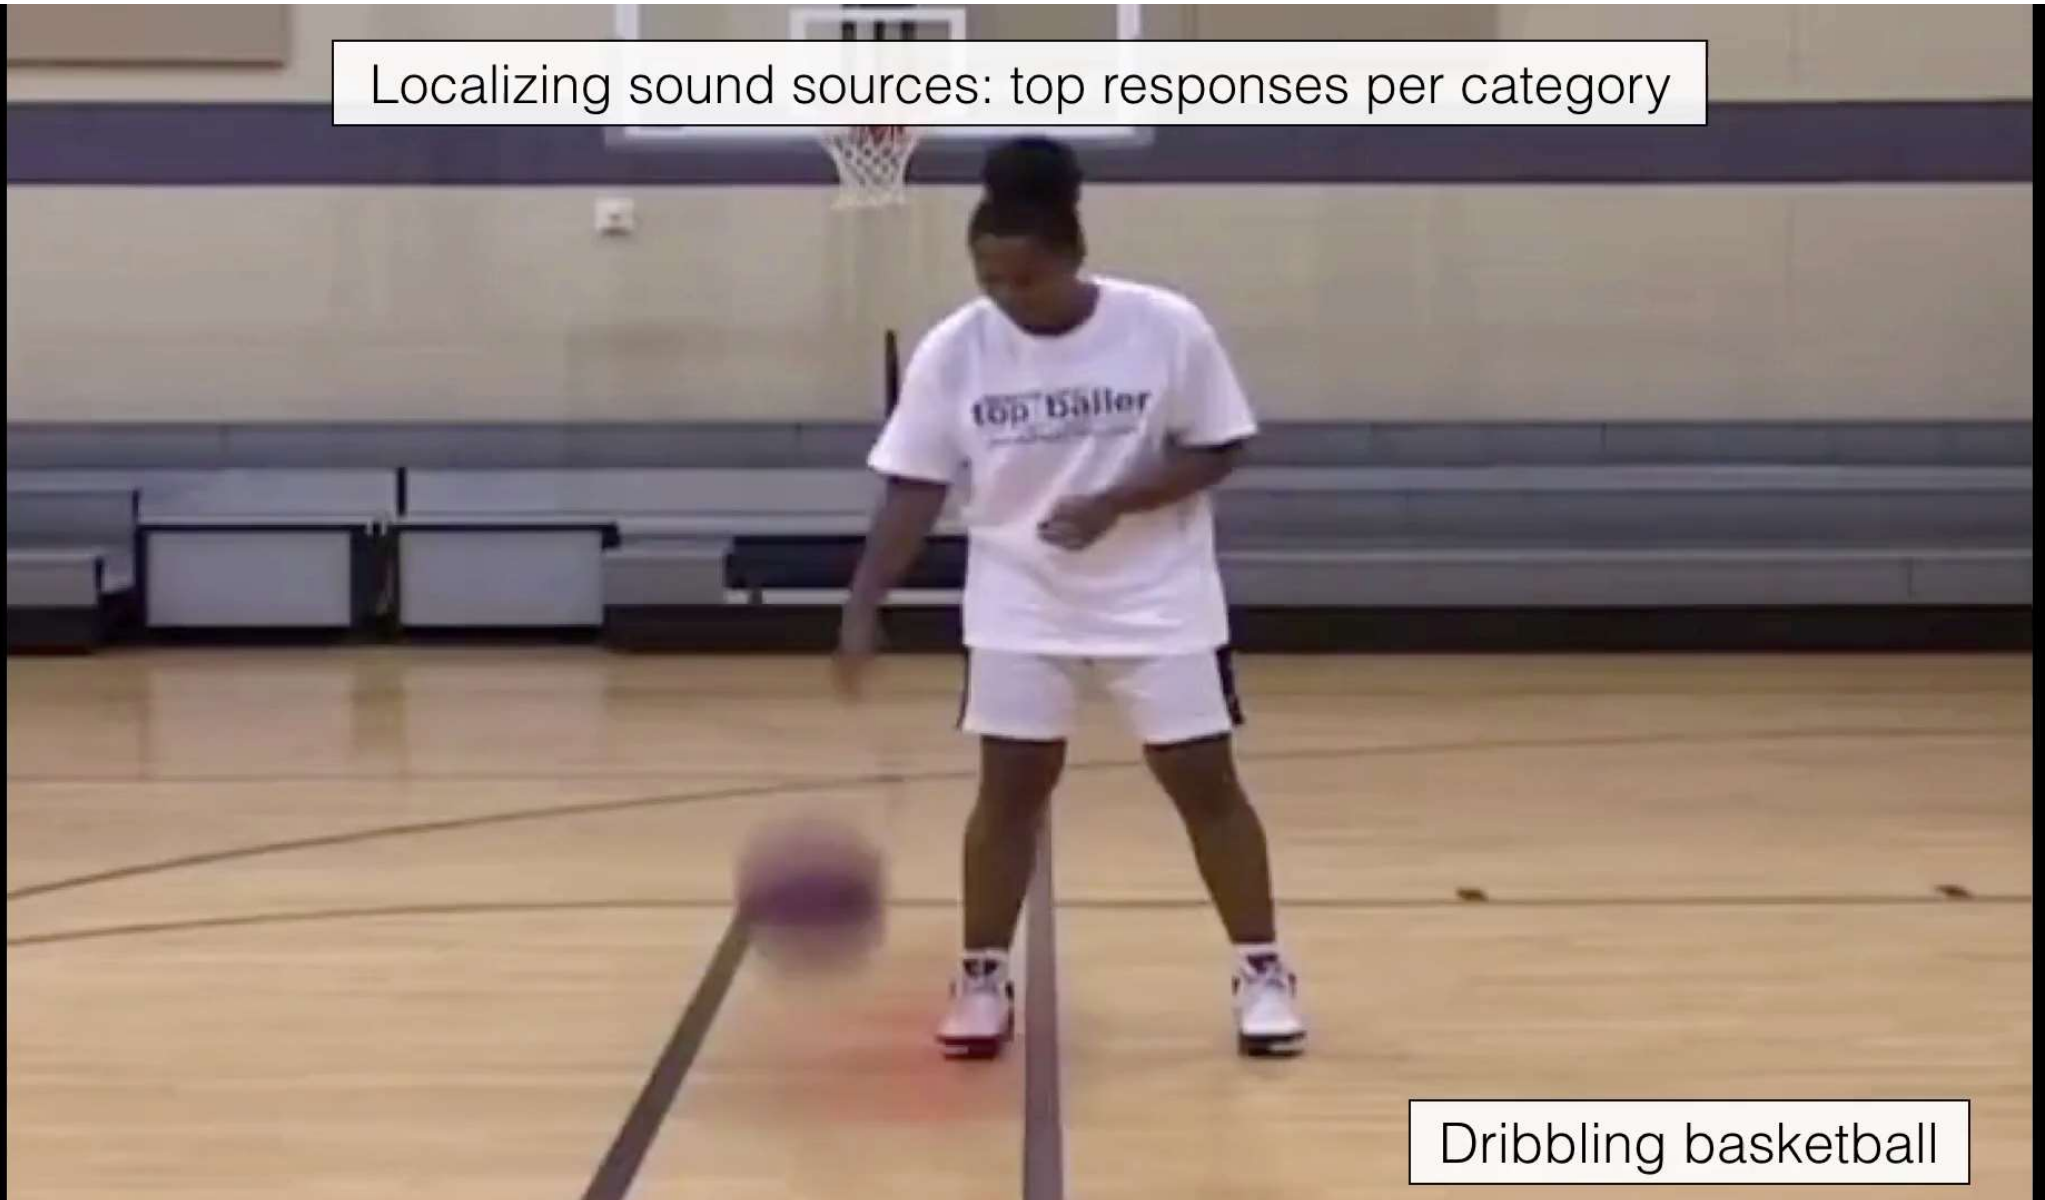 Localizing sound sources: top responses per category
top baller
Dribbling basketball